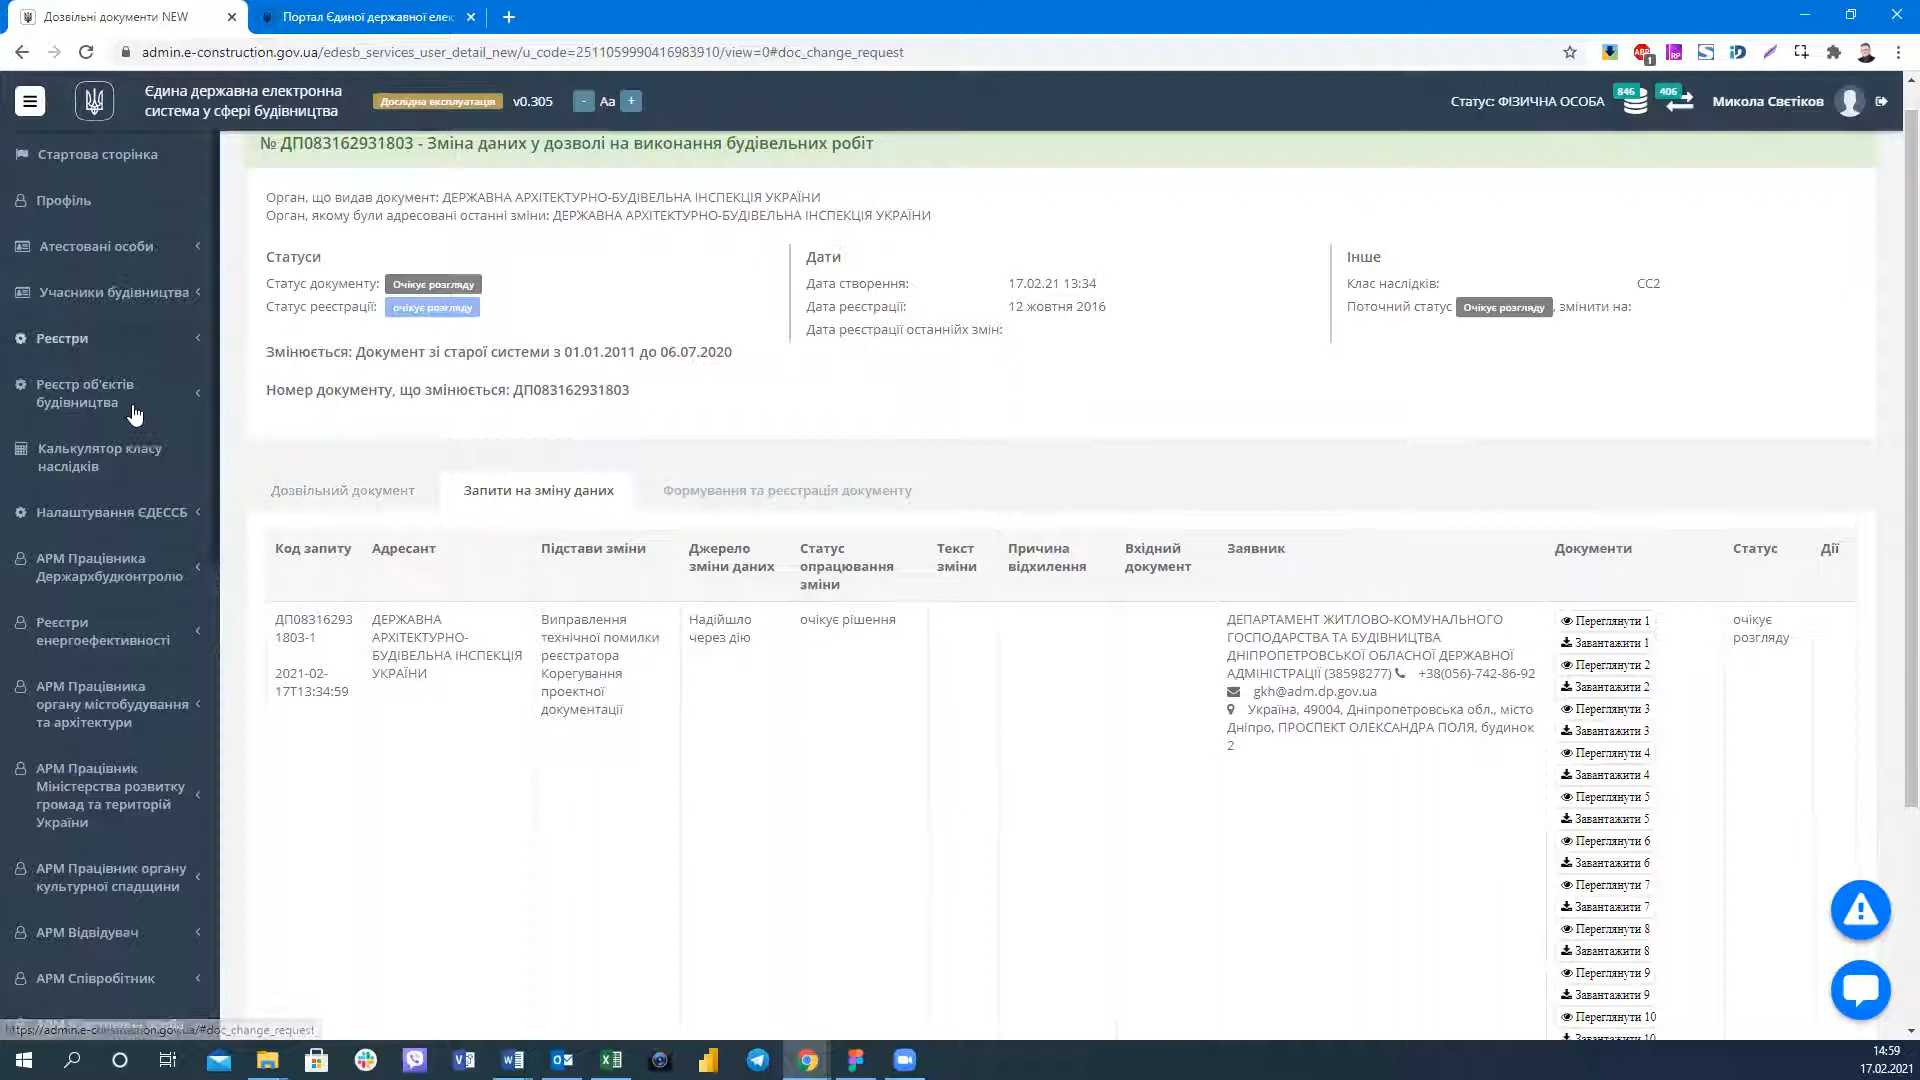 Дозвільні документи NEW
Портал Єдиної державної елек
admin.e-construction.gov.ua/edesb_services_user_detail_new/u_code=2511059990416983910/view=0#doc_change_request
Єдина державна електронна
система у сфері будівництва
Дослідна експлуатація
v0.305
- Aa +
Статус: ФІЗИЧНА ОСОБА
846
406
Микола Свєтіков
Стартова сторінка
Профіль
Атестовані особи
Учасники будівництва
Реєстри
Реєстр об'єктів
будівництва
Калькулятор класу
наслідків
Налаштування ЄДЕССБ
АРМ Працівника
Держархбудконтролю
Реєстри
енергоефективності
АРМ Працівника
органу містобудування
та архітектури
АРМ Працівник
Міністерства розвитку
громад та територій
України
АРМ Працівник органу
культурної спадщини
АРМ Відвідувач
АРМ Співробітник
https://admin.e-construction.gov.ua/#doc_change_request
№ ДП083162931803 - Зміна даних у дозволі на виконання будівельних робіт
Орган, що видав документ: ДЕРЖАВНА АРХІТЕКТУРНО-БУДІВЕЛЬНА ІНСПЕКЦІЯ УКРАЇНИ
Орган, якому були адресовані останні зміни: ДЕРЖАВНА АРХІТЕКТУРНО-БУДІВЕЛЬНА ІНСПЕКЦІЯ УКРАЇНИ
Статуси
Статус документу: Очікує розгляду
Статус реєстрації: очікує розгляду
Дати
Дата створення: 17.02.21 13:34
Дата реєстрації: 12 жовтня 2016
Дата реєстрації останніх змін:
Інше
Клас наслідків: СС2
Поточний статус Очікує розгляду, змінити на:
Змінюється: Документ зі старої системи з 01.01.2011 до 06.07.2020
Номер документу, що змінюється: ДП083162931803
Дозвільний документ
Запити на зміну даних
Формування та реєстрація документу
Код запиту
Адресант
Підстави зміни
Джерело
зміни даних
Статус
опрацювання
зміни
Текст
зміни
Причина
відхилення
Вхідний
документ
Заявник
Документи
Статус
Дії
ДП08316293
1803-1
2021-02-
17T13:34:59
ДЕРЖАВНА
АРХІТЕКТУРНО-
БУДІВЕЛЬНА ІНСПЕКЦІЯ
УКРАЇНИ
Виправлення
технічної помилки
реєстратора
Корегування
проектної
документації
Надійшло
через дію
очікує рішення
ДЕПАРТАМЕНТ ЖИТЛОВО-КОМУНАЛЬНОГО
ГОСПОДАРСТВА ТА БУДІВНИЦТВА
ДНІПРОПЕТРОВСЬКОЇ ОБЛАСНОЇ ДЕРЖАВНОЇ
АДМІНІСТРАЦІЇ (38598277) +38(056)-742-86-92
gkh@adm.dp.gov.ua
Україна, 49004, Дніпропетровська обл., місто
Дніпро, ПРОСПЕКТ ОЛЕКСАНДРА ПОЛЯ, будинок
2
Переглянути 1
Завантажити 1
Переглянути 2
Завантажити 2
Переглянути 3
Завантажити 3
Переглянути 4
Завантажити 4
Переглянути 5
Завантажити 5
Переглянути 6
Завантажити 6
Переглянути 7
Завантажити 7
Переглянути 8
Завантажити 8
Переглянути 9
Завантажити 9
Переглянути 10
Завантажити 10
очікує
розгляду
14:59
17.02.2021